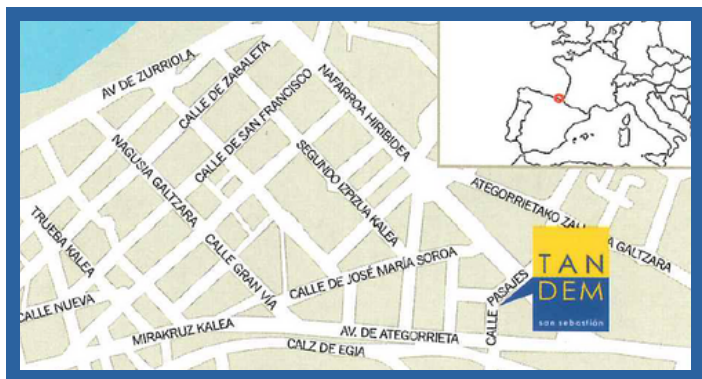 AV DE ZURRIOLA
CALLE DE ZABALETA
NAFARROA HIRIBIDEA
CALLE DE SAN FRANCISCO
NAGUSIA GALTZARA
SEGUNDO IZPIZUA KALEA
ATEGORRIETAKO ZAL
A GALTZARA
TRUEBA KALEA
CALLE GRAN VÍA
CALLE DE JOSÉ MARÍA SOROA
TAN
DEM
san sebastián
CALLE PASAJES
CALLE NUEVA
MIRAKRUZ KALEA
AV. DE ATEGORRIETA
CALZ DE EGIA